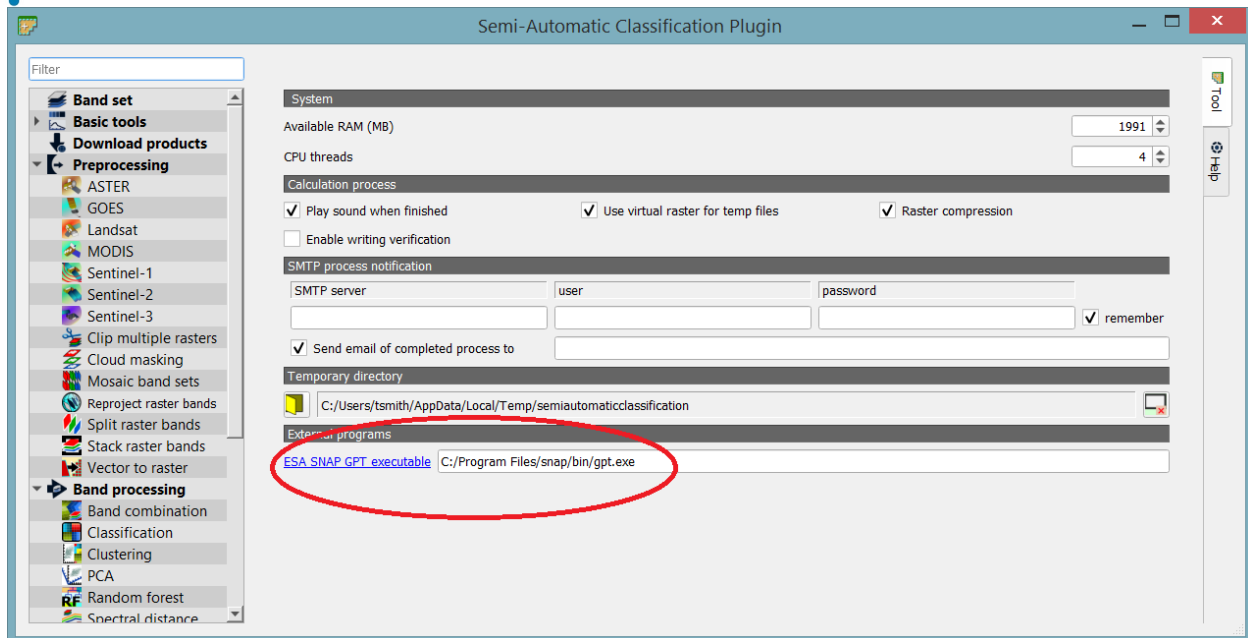 Semi-Automatic Classification Plugin
Filter
Band set
Basic tools
Download products
Preprocessing
ASTER
GOES
Landsat
MODIS
Sentinel-1
Sentinel-2
Sentinel-3
Clip multiple rasters
Cloud masking
Mosaic band sets
Reproject raster bands
Split raster bands
Stack raster bands
Vector to raster
Band processing
Band combination
Classification
Clustering
PCA
RF Random forest
Spectral distance
System
Available RAM (MB) 1991
CPU threads 4
Calculation process
Play sound when finished Use virtual raster for temp files Raster compression
Enable writing verification
SMTP process notification
SMTP server user password
remember
Send email of completed process to
Temporary directory
C:/Users/tsmith/AppData/Local/Temp/semiautomaticclassification
External programs
ESA SNAP GPT executable C:/Program Files/snap/bin/gpt.exe
Tool
Help